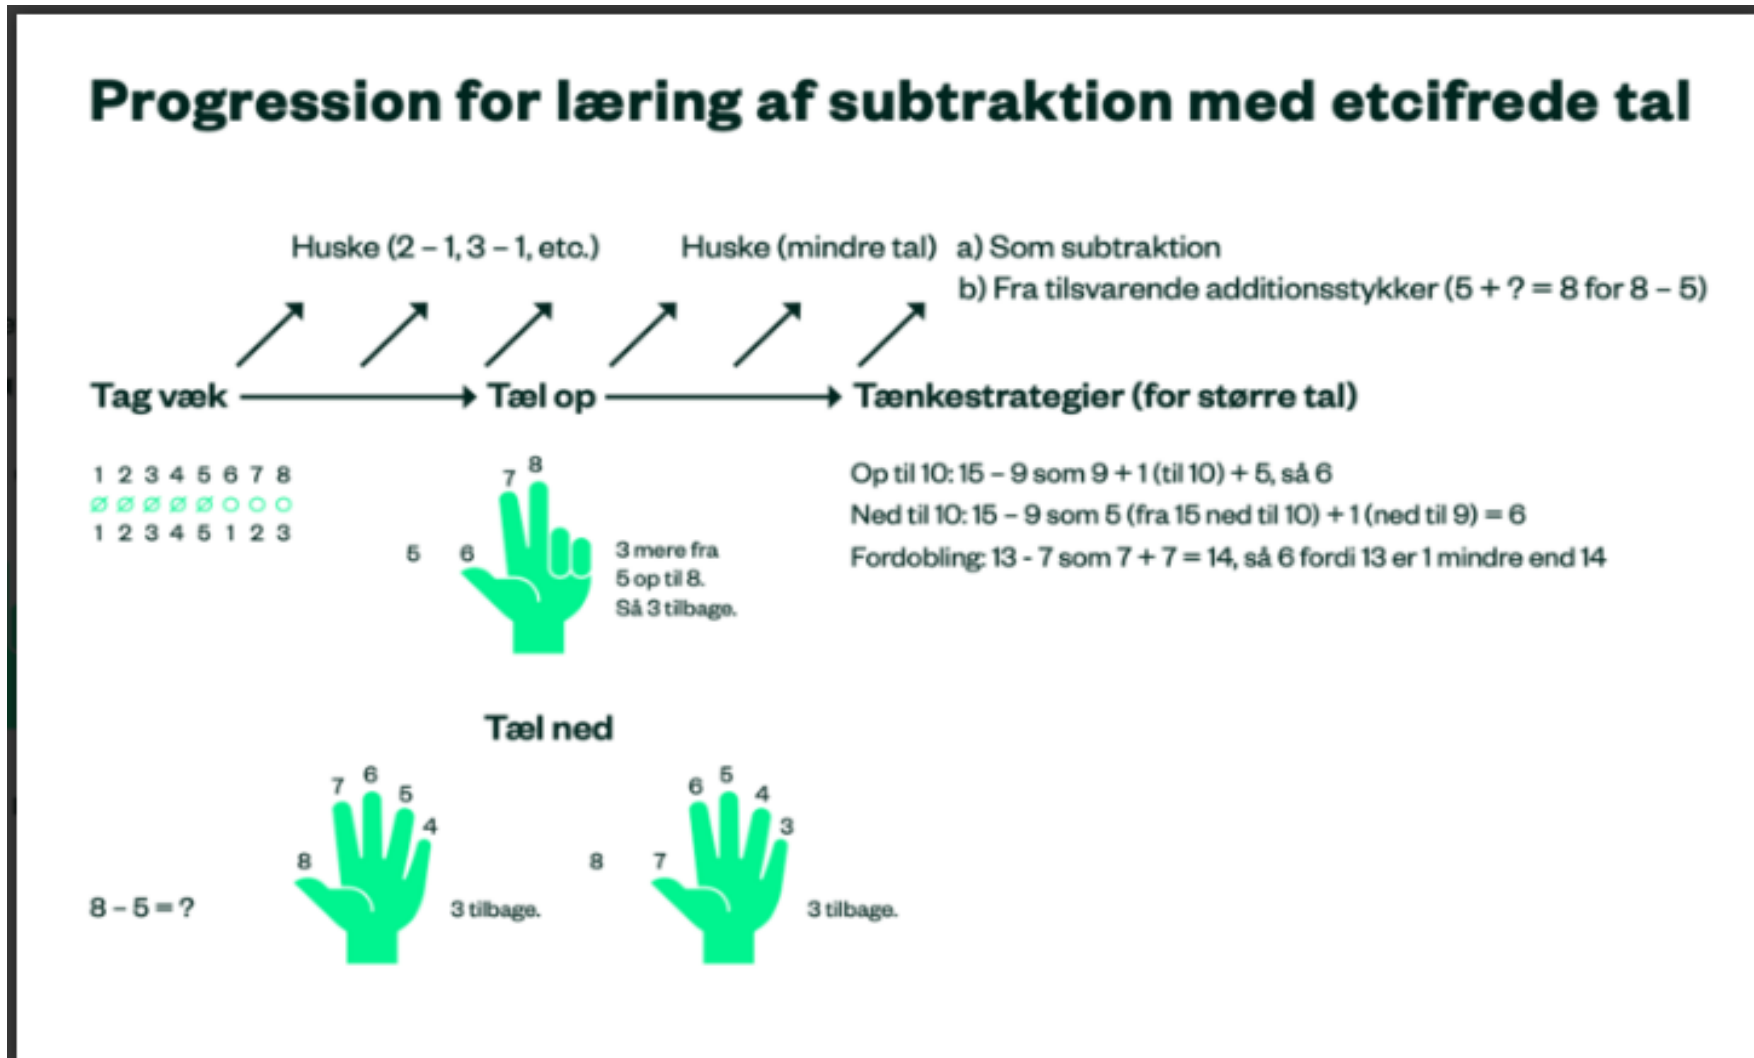 Progression for læring af subtraktion med etcifrede tal
Huske (2 – 1, 3 – 1, etc.)
Huske (mindre tal)
a) Som subtraktion
b) Fra tilsvarende additionsstykker (5 + ? = 8 for 8 – 5)
Tag væk
Tæl op
Tænkestrategier (for større tal)
1 2 3 4 5 6 7 8
1 2 3 4 5 1 2 3
5 6 7 8
3 mere fra
5 op til 8.
Så 3 tilbage.
Op til 10: 15 – 9 som 9 + 1 (til 10) + 5, så 6
Ned til 10: 15 – 9 som 5 (fra 15 ned til 10) + 1 (ned til 9) = 6
Fordobling: 13 - 7 som 7 + 7 = 14, så 6 fordi 13 er 1 mindre end 14
Tæl ned
8 – 5 = ?
8 7 6 5 4
3 tilbage.
8 7 6 5 4 3
3 tilbage.